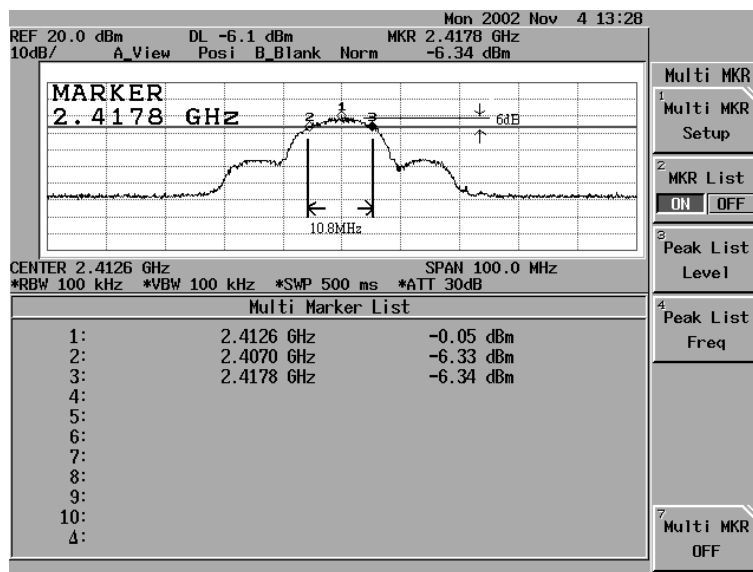 Mon 2002 Nov 4 13:28
REF 20.0 dBm DL -6.1 dBm MKR 2.4178 GHz
10dB/ A_View Posi B_Blank Norm -6.34 dBm
MARKER
2.4178 GHz
1
2 3
6dB
10.8MHz
CENTER 2.4126 GHz SPAN 100.0 MHz
*RBW 100 kHz *VBW 100 kHz *SWP 500 ms *ATT 30dB
Multi Marker List
1: 2.4126 GHz -0.05 dBm
2: 2.4070 GHz -6.33 dBm
3: 2.4178 GHz -6.34 dBm
4:
5:
6:
7:
8:
9:
10:
Δ:
Multi MKR
1
Multi MKR
Setup
2
MKR List
ON OFF
3
Peak List
Level
4
Peak List
Freq
7
Multi MKR
OFF